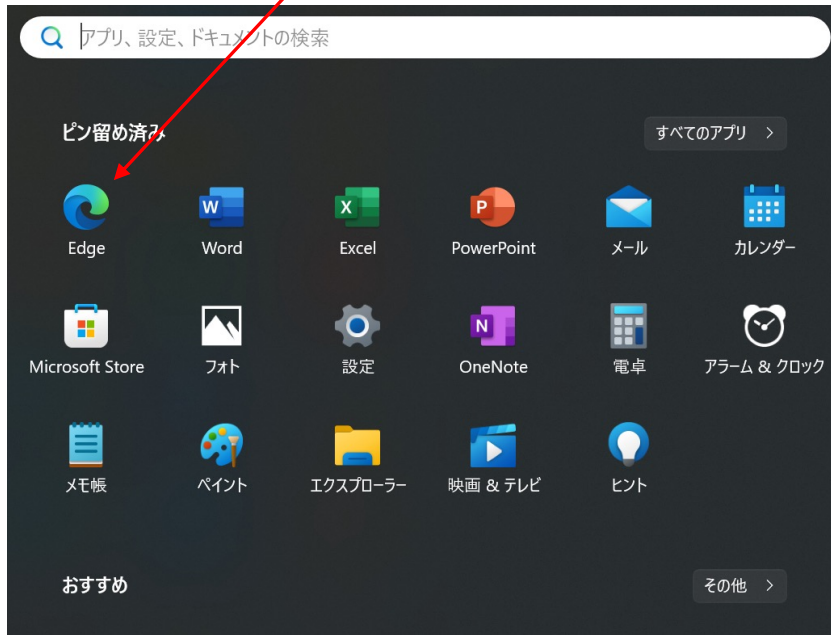 アプリ、設定、ドキュメントの検索
ピン留め済み
すべてのアプリ >
Edge
Word
Excel
PowerPoint
メール
カレンダー
Microsoft Store
フォト
設定
OneNote
電卓
アラーム & クロック
メモ帳
ペイント
エクスプローラー
映画 & テレビ
ヒント
おすすめ
その他 >